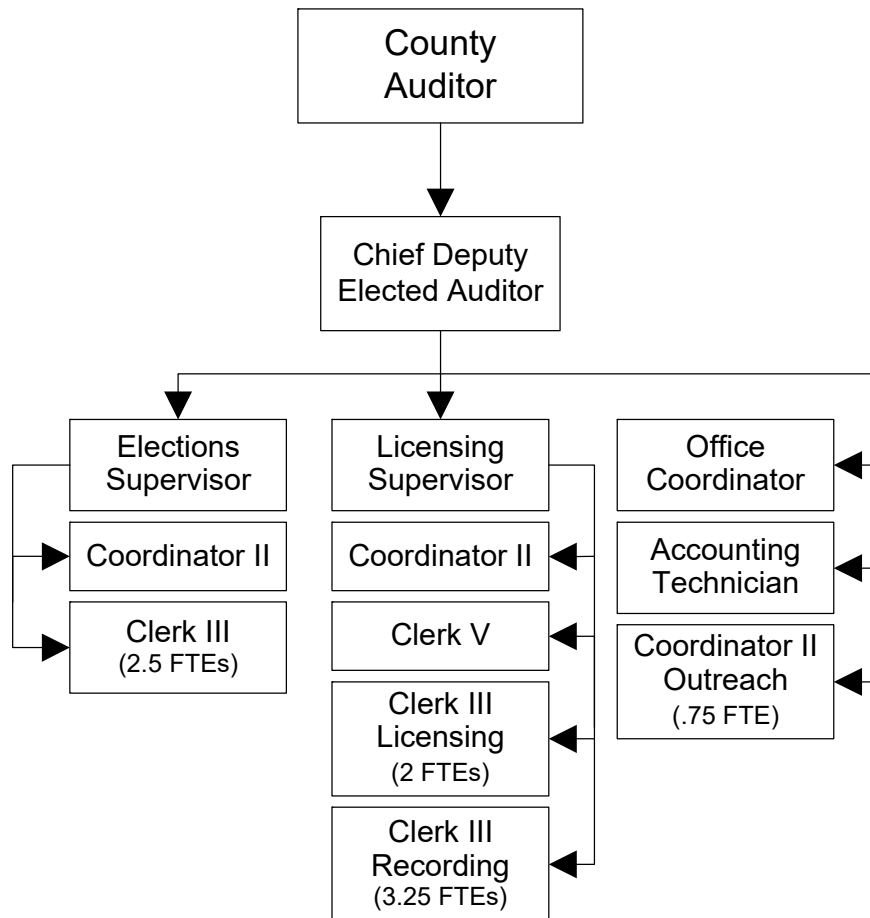 County
Auditor
Chief Deputy
Elected Auditor
Elections
Supervisor
Coordinator II
Clerk III
(2.5 FTEs)
Licensing
Supervisor
Coordinator II
Clerk V
Clerk III
Licensing
(2 FTEs)
Clerk III
Recording
(3.25 FTEs)
Office
Coordinator
Accounting
Technician
Coordinator II
Outreach
(.75 FTE)